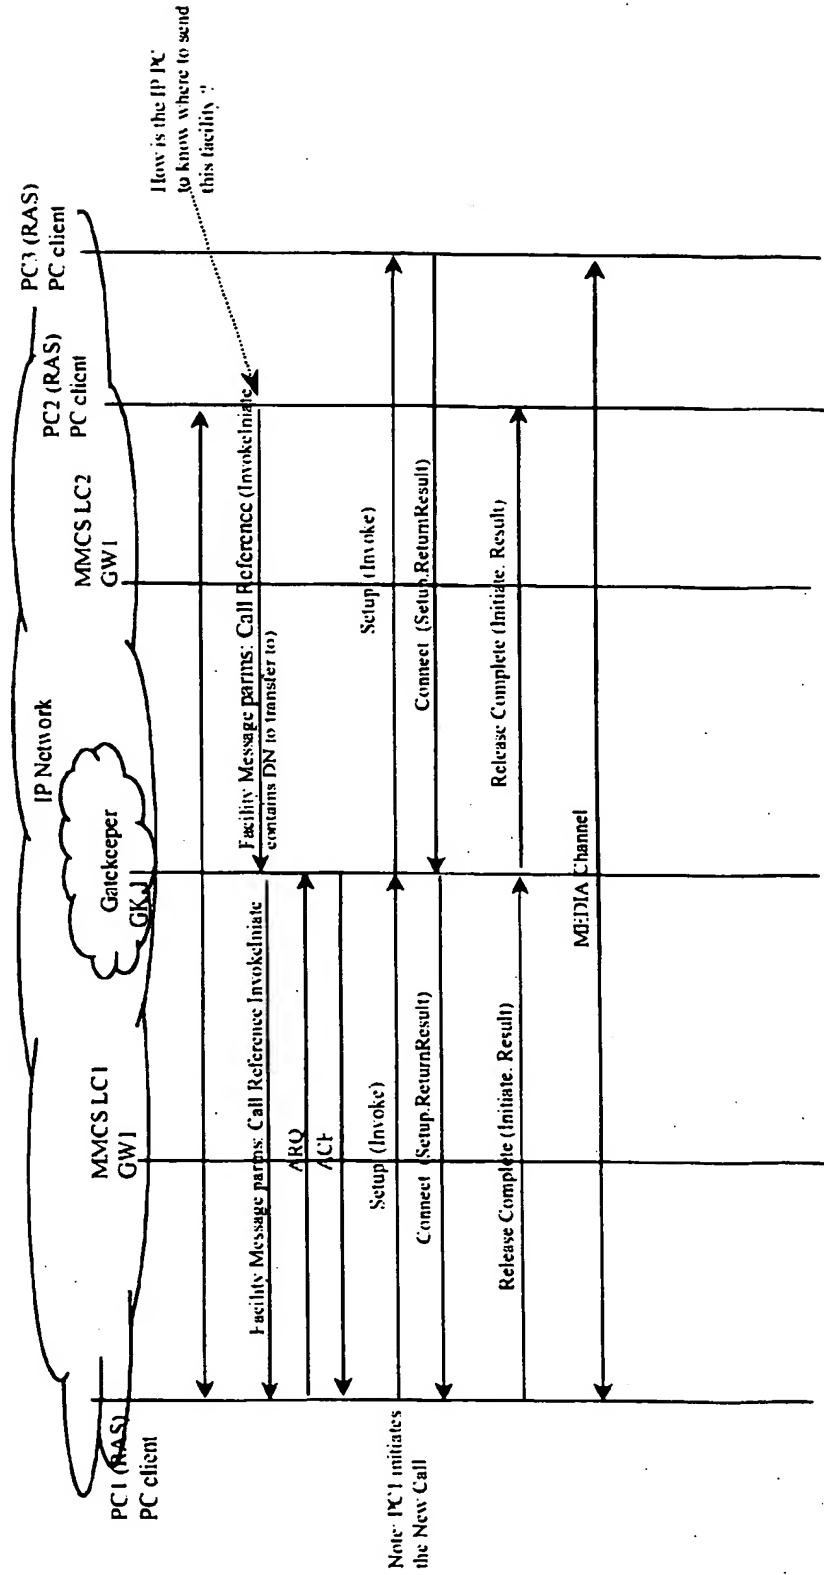 PC1 (RAS)
PC client
MMCS LC1
GW1
IP Network
Gatekeeper
GK1
MMCS LC2
GW1
PC2 (RAS)
PC client
PC3 (RAS)
PC client
How is the IP PC
to know where to send
this facility ?
Facility Message parms: Call Reference (InvokeIniate
contains DN to transfer to)
Facility Message parms: Call Reference InvokeIniate
ARQ
ACF
Note: PC1 initiates
the New Call
Setup (Invoke)
Setup (Invoke)
Connect (Setup.ReturnResult)
Connect (Setup.ReturnResult)
Release Complete (Initiate. Result)
Release Complete (Initiate. Result)
MEDIA Channel